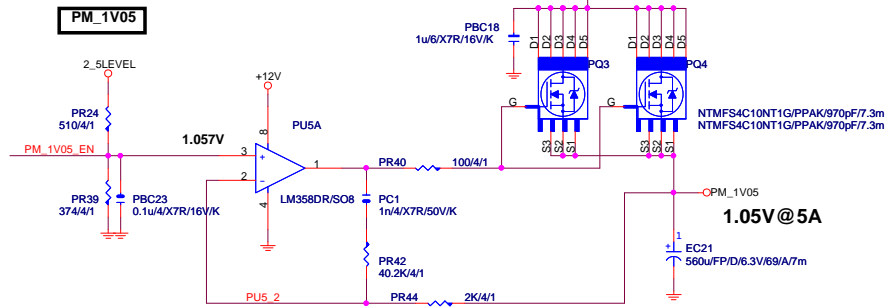 PM_1V05
2_5LEVEL
PR24
510/4/1
PM_1V05_EN
PR39
374/4/1
PBC23
0.1u/4/X7R/16V/K
1.057V
+12V
PU5A
8
3
+
2
-
1
4
LM358DR/SO8
PR40
100/4/1
PC1
1n/4/X7R/50V/K
PR42
40.2K/4/1
PU5_2
PR44
2K/4/1
PBC18
1u/6/X7R/16V/K
D1
D2
D3
D4
D5
PQ3
G
S3
S2
S1
D1
D2
D3
D4
D5
PQ4
G
S3
S2
S1
NTMFS4C10NT1G/PPAK/970pF/7.3m
NTMFS4C10NT1G/PPAK/970pF/7.3m
PM_1V05
1.05V@5A
1
+
EC21
560u/FP/D/6.3V/69/A/7m